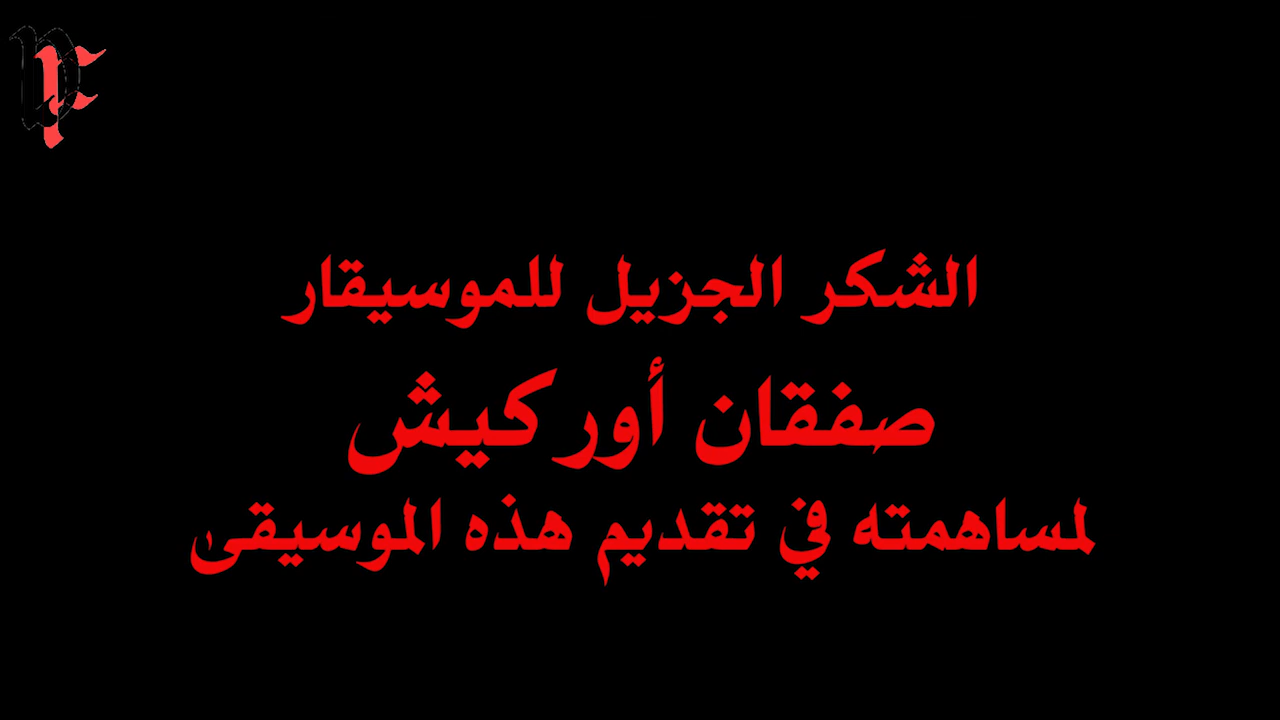 الشكر الجزيل للموسيقار
صفقان أوركيش
لمساهمته في تقديم هذه الموسيقى